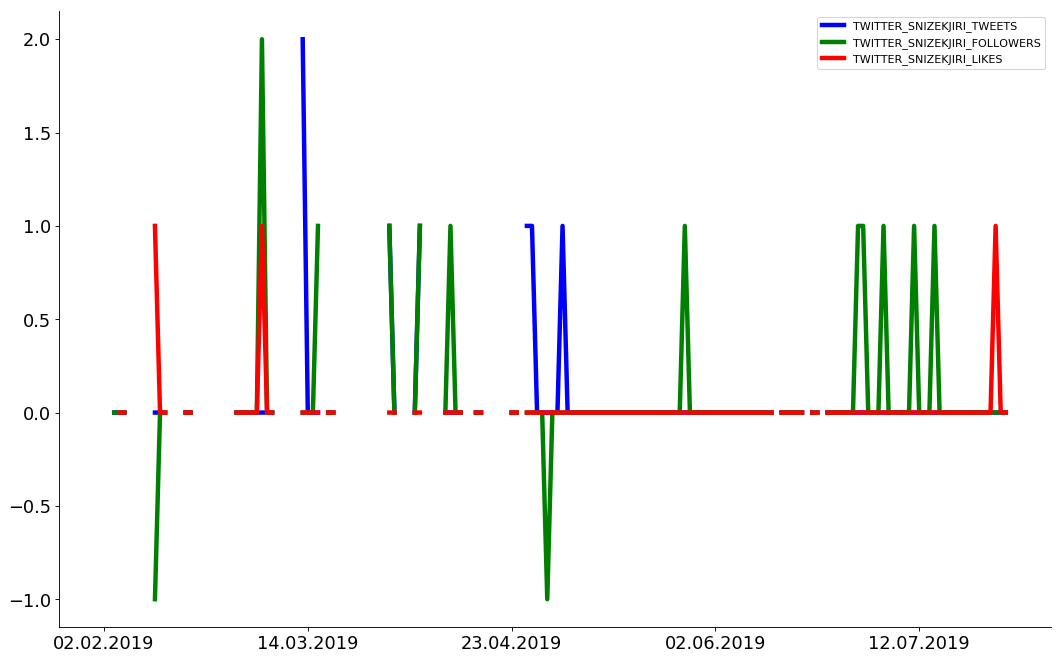 TWITTER_SNIZEKJIRI_TWEETS
TWITTER_SNIZEKJIRI_FOLLOWERS
TWITTER_SNIZEKJIRI_LIKES
2.0
1.5
1.0
0.5
0.0
−0.5
−1.0
02.02.2019 14.03.2019 23.04.2019 02.06.2019 12.07.2019